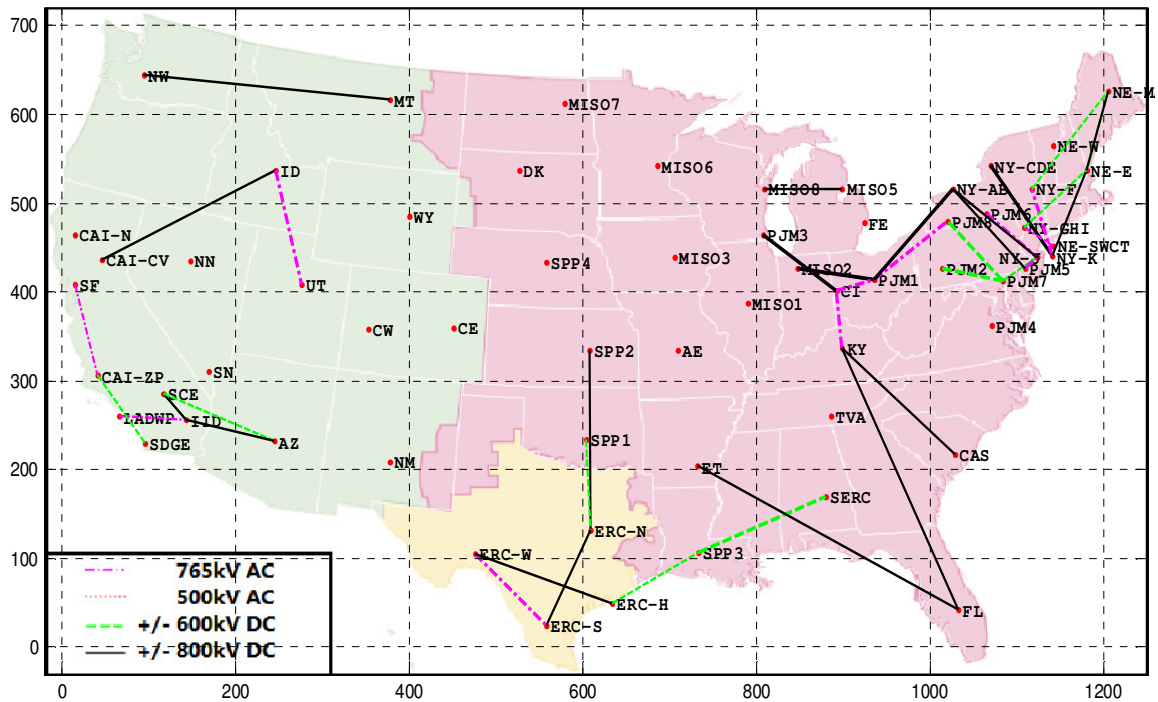 700
600
500
400
300
200
100
0
NW
MT
MISO7
NE-M
ID
DK
MISO6
NY-CDE
NE-W
NE-E
WY
MISO8
MISO5
NY-AB
NY-F
FE
PJM8
PJM6
NY-GHI
CAI-N
CAI-CV
NN
SPP4
MISO3
PJM3
MISO2
PJM1
PJM2
NE-SWCT
NY-K
PJM5
PJM7
SF
UT
CI
MISO1
CW
CE
SPP2
AE
KY
PJM4
CAI-ZP
SN
SCE
LADWP
IID
SDGE
AZ
NM
SPP1
TVA
ET
CAS
SERC
ERC-N
ERC-W
SPP3
ERC-H
ERC-S
FL
765kV AC
500kV AC
+/- 600kV DC
+/- 800kV DC
0
200
400
600
800
1000
1200